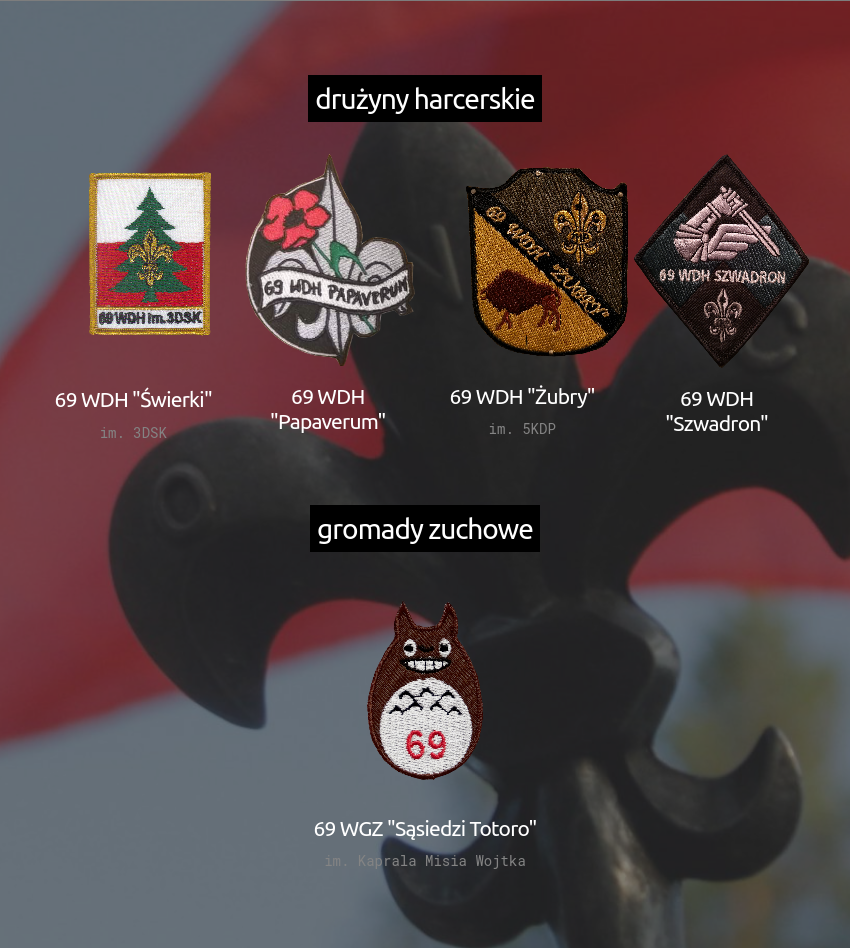 drużyny harcerskie
69 WDH im. 3DSK
69 WDH PAPAVERUM
69 WDH "ŻUBRY"
69 WDH SZWADRON
69 WDH "Świerki"
im. 3DSK
69 WDH
"Papaverum"
69 WDH "Żubry"
im. 5KDP
69 WDH
"Szwadron"
gromady zuchowe
69
69 WGZ "Sąsiedzi Totoro"
im. Kaprala Misia Wojtka